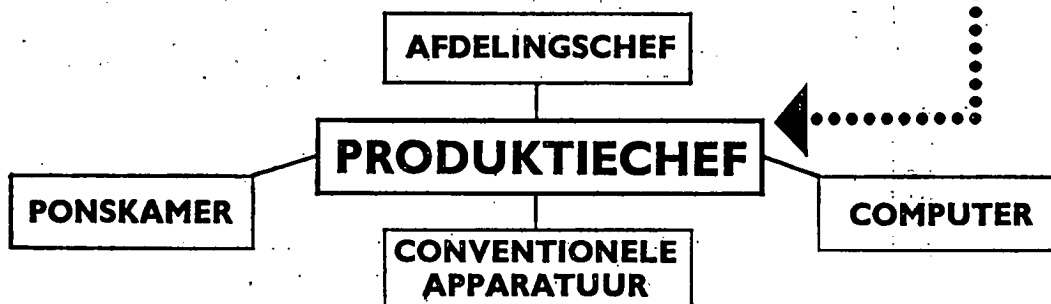 AFDELINGSCHEF
PRODUKTIECHEF
PONSKAMER
COMPUTER
CONVENTIONELE
APPARATUUR